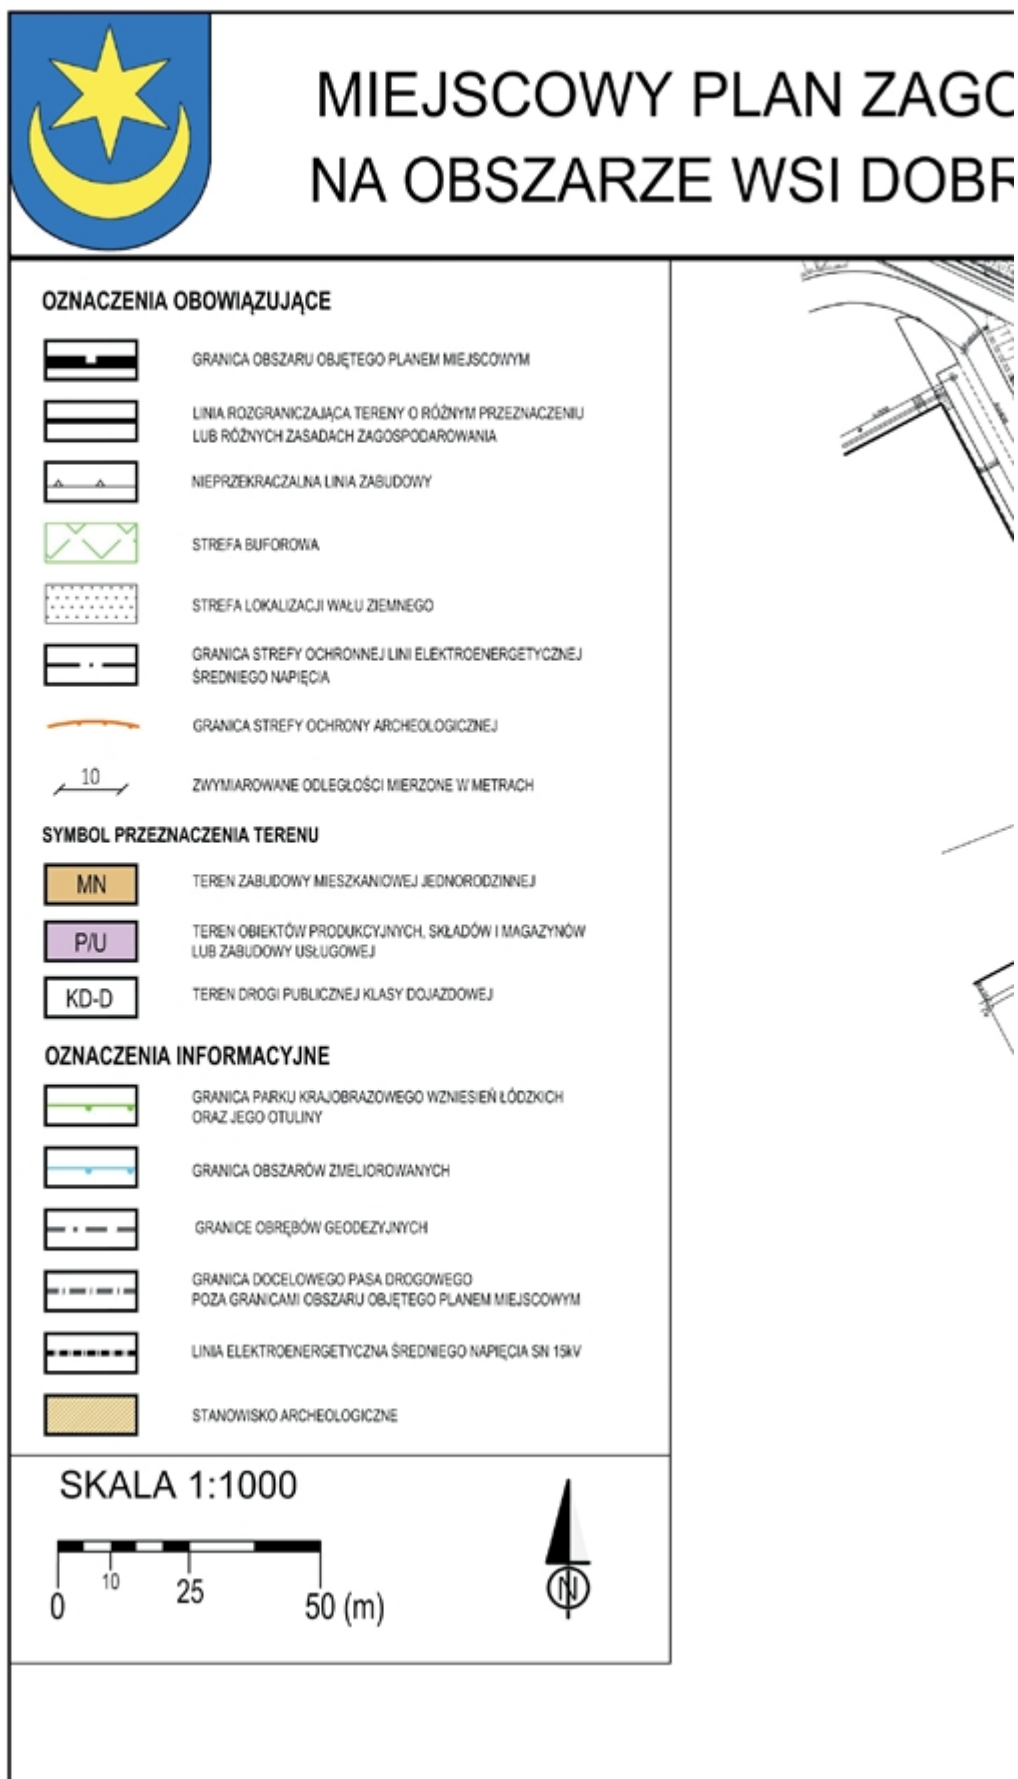 MIEJSCOWY PLAN ZAGO
NA OBSZARZE WSI DOBR
OZNACZENIA OBOWIĄZUJĄCE
GRANICA OBSZARU OBJĘTEGO PLANEM MIEJSCOWYM
LINIA ROZGRANICZAJĄCA TERENY O RÓŻNYM PRZEZNACZENIU
LUB RÓŻNYCH ZASADACH ZAGOSPODAROWANIA
NIEPRZEKRACZALNA LINIA ZABUDOWY
STREFA BUFOROWA
STREFA LOKALIZACJI WAŁU ZIEMNEGO
GRANICA STREFY OCHRONNEJ LINI ELEKTROENERGETYCZNEJ
ŚREDNIEGO NAPIĘCIA
GRANICA STREFY OCHRONY ARCHEOLOGICZNEJ
10
ZWYMIAROWANE ODLEGŁOŚCI MIERZONE W METRACH
SYMBOL PRZEZNACZENIA TERENU
MN TEREN ZABUDOWY MIESZKANIOWEJ JEDNORODZINNEJ
P/U TEREN OBIEKTÓW PRODUKCYJNYCH, SKŁADÓW I MAGAZYNÓW
LUB ZABUDOWY USŁUGOWEJ
KD-D TEREN DROGI PUBLICZNEJ KLASY DOJAZDOWEJ
OZNACZENIA INFORMACYJNE
GRANICA PARKU KRAJOBRAZOWEGO WZNIESIEŃ ŁÓDZKICH
ORAZ JEGO OTULINY
GRANICA OBSZARÓW ZMELIOROWANYCH
GRANICE OBRĘBÓW GEODEZYJNYCH
GRANICA DOCELOWEGO PASA DROGOWEGO
POZA GRANICAMI OBSZARU OBJĘTEGO PLANEM MIEJSCOWYM
LINIA ELEKTROENERGETYCZNA ŚREDNIEGO NAPIĘCIA SN 15kV
STANOWISKO ARCHEOLOGICZNE
SKALA 1:1000
0 10 25 50 (m)
N